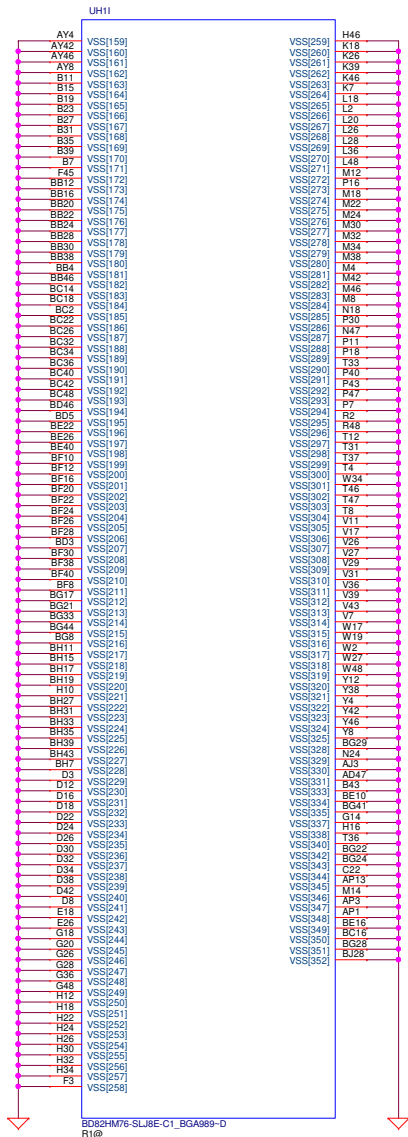 UH1I
AY4 VSS[159] VSS[259] H46
AY42 VSS[160] VSS[260] K18
AY46 VSS[161] VSS[261] K26
AY8 VSS[162] VSS[262] K39
B11 VSS[163] VSS[263] K46
B15 VSS[164] VSS[264] K7
B19 VSS[165] VSS[265] L18
B23 VSS[166] VSS[266] L2
B27 VSS[167] VSS[267] L20
B31 VSS[168] VSS[268] L26
B35 VSS[169] VSS[269] L28
B39 VSS[170] VSS[270] L36
B7 VSS[171] VSS[271] L48
F45 VSS[172] VSS[272] M12
BB12 VSS[173] VSS[273] P16
BB16 VSS[174] VSS[274] M18
BB20 VSS[175] VSS[275] M22
BB22 VSS[176] VSS[276] M24
BB24 VSS[177] VSS[277] M30
BB28 VSS[178] VSS[278] M32
BB30 VSS[179] VSS[279] M34
BB38 VSS[180] VSS[280] M38
BB4 VSS[181] VSS[281] M4
BB46 VSS[182] VSS[282] M42
BC14 VSS[183] VSS[283] M46
BC18 VSS[184] VSS[284] M8
BC2 VSS[185] VSS[285] N18
BC22 VSS[186] VSS[286] P30
BC26 VSS[187] VSS[287] N47
BC32 VSS[188] VSS[288] P11
BC34 VSS[189] VSS[289] P18
BC36 VSS[190] VSS[290] T33
BC40 VSS[191] VSS[291] P40
BC42 VSS[192] VSS[292] P43
BC48 VSS[193] VSS[293] P47
BD46 VSS[194] VSS[294] P7
BD5 VSS[195] VSS[295] R2
BE22 VSS[196] VSS[296] R48
BE26 VSS[197] VSS[297] T12
BE40 VSS[198] VSS[298] T31
BF10 VSS[199] VSS[299] T37
BF12 VSS[200] VSS[300] T4
BF16 VSS[201] VSS[301] W34
BF20 VSS[202] VSS[302] T46
BF22 VSS[203] VSS[303] T47
BF24 VSS[204] VSS[304] T8
BF26 VSS[205] VSS[305] V11
BF28 VSS[206] VSS[306] V17
BD3 VSS[207] VSS[307] V26
BF30 VSS[208] VSS[308] V27
BF38 VSS[209] VSS[309] V29
BF40 VSS[210] VSS[310] V31
BF8 VSS[211] VSS[311] V36
BG17 VSS[212] VSS[312] V39
BG21 VSS[213] VSS[313] V43
BG33 VSS[214] VSS[314] V7
BG44 VSS[215] VSS[315] W17
BG8 VSS[216] VSS[316] W19
BH11 VSS[217] VSS[317] W2
BH15 VSS[218] VSS[318] W27
BH17 VSS[219] VSS[319] W48
BH19 VSS[220] VSS[320] Y12
H10 VSS[221] VSS[321] Y38
BH27 VSS[222] VSS[322] Y4
BH31 VSS[223] VSS[323] Y42
BH33 VSS[224] VSS[324] Y46
BH35 VSS[225] VSS[325] Y8
BH39 VSS[226] VSS[328] BG29
BH43 VSS[227] VSS[329] N24
BH7 VSS[228] VSS[330] AJ3
D3 VSS[229] VSS[331] AD47
D12 VSS[230] VSS[333] B43
D16 VSS[231] VSS[334] BE10
D18 VSS[232] VSS[335] BG41
D22 VSS[233] VSS[337] G14
D24 VSS[234] VSS[338] H16
D26 VSS[235] VSS[340] T36
D30 VSS[236] VSS[342] BG22
D32 VSS[237] VSS[343] BG24
D34 VSS[238] VSS[344] C22
D38 VSS[239] VSS[345] AP13
D42 VSS[240] VSS[346] M14
D8 VSS[241] VSS[347] AP3
E18 VSS[242] VSS[348] AP1
E26 VSS[243] VSS[349] BE16
G18 VSS[244] VSS[350] BC16
G20 VSS[245] VSS[351] BG28
G26 VSS[246] VSS[352] BJ28
G28 VSS[247]
G36 VSS[248]
G48 VSS[249]
H12 VSS[250]
H18 VSS[251]
H22 VSS[252]
H24 VSS[253]
H26 VSS[254]
H30 VSS[255]
H32 VSS[256]
H34 VSS[257]
F3 VSS[258]
BD82HM76-SLJ8E-C1_BGA989~D
R1@